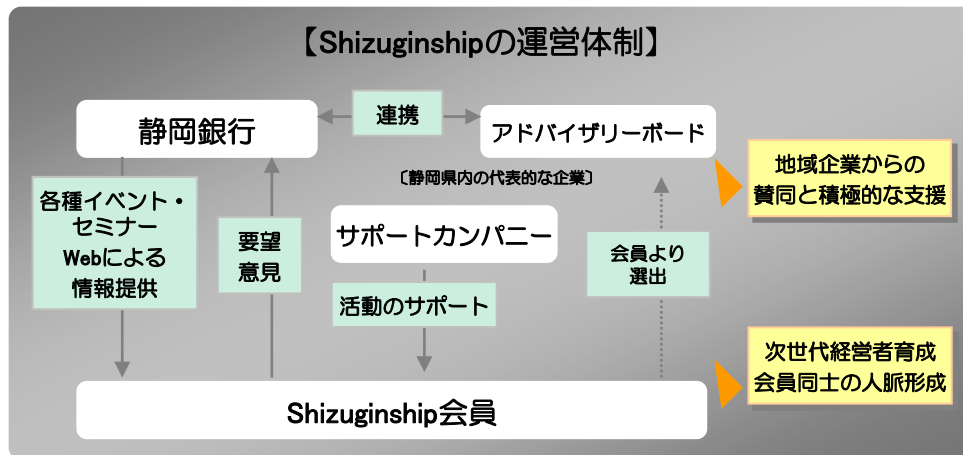 【Shizuginshipの運営体制】
静岡銀行
連携
アドバイザリーボード
〔静岡県内の代表的な企業〕
地域企業からの
賛同と積極的な支援
各種イベント・
セミナー
Webによる
情報提供
要望
意見
サポートカンパニー
会員より
選出
活動のサポート
次世代経営者育成
会員同士の人脈形成
Shizuginship会員